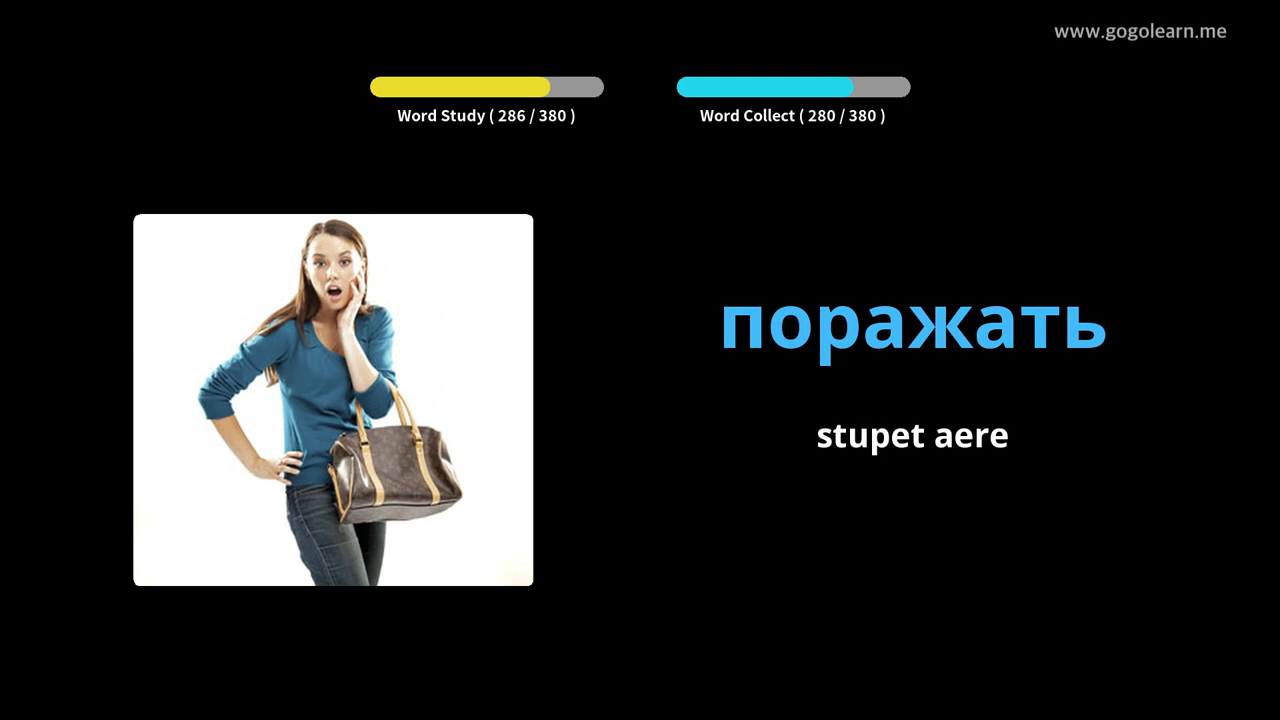 www.gogolearn.me
Word Study ( 286 / 380 )
Word Collect ( 280 / 380 )
поражать
stupet aere